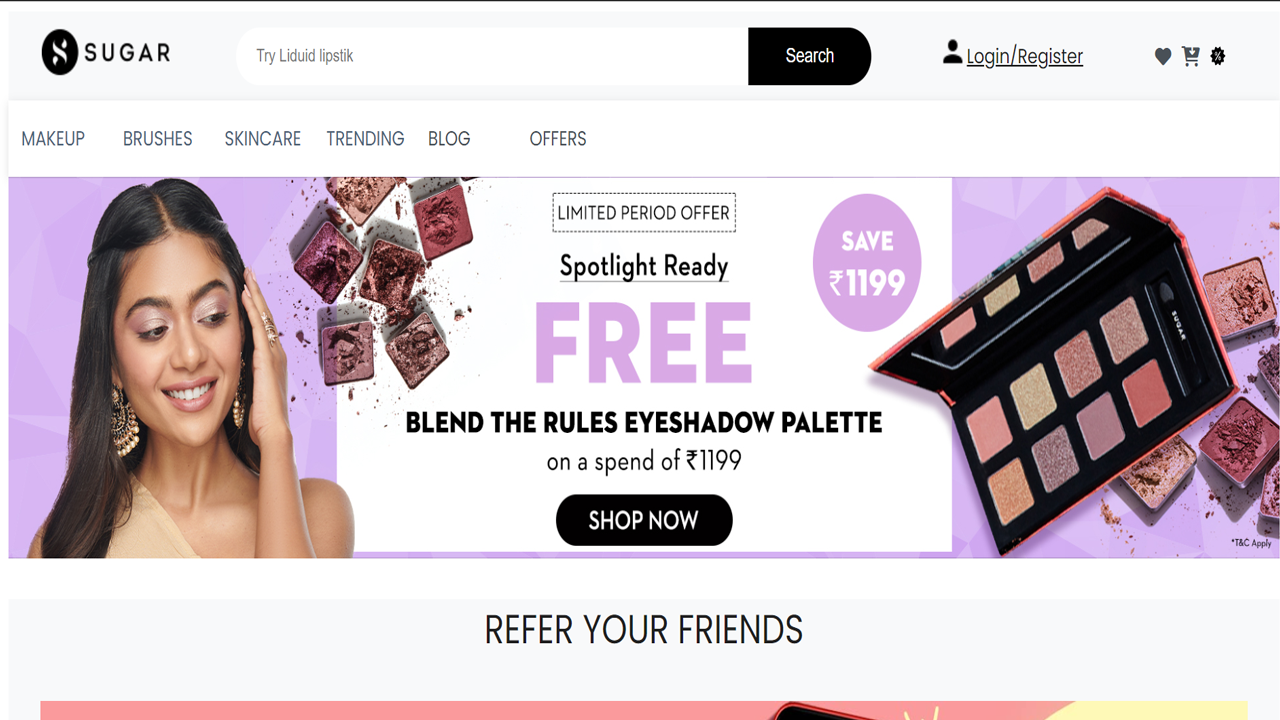 SUGAR
Try Liduid lipstik
Search
Login/Register
MAKEUP BRUSHES SKINCARE TRENDING BLOG OFFERS
LIMITED PERIOD OFFER
Spotlight Ready
FREE
BLEND THE RULES EYESHADOW PALETTE
on a spend of ₹1199
SHOP NOW
SAVE
₹1199
SUGAR
*T&C Apply
REFER YOUR FRIENDS